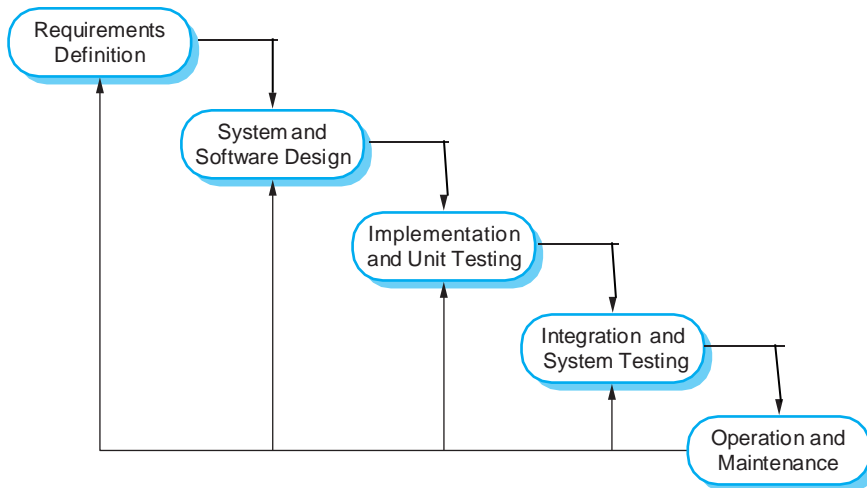 Requirements
Definition
System and
Software Design
Implementation
and Unit Testing
Integration and
System Testing
Operation and
Maintenance